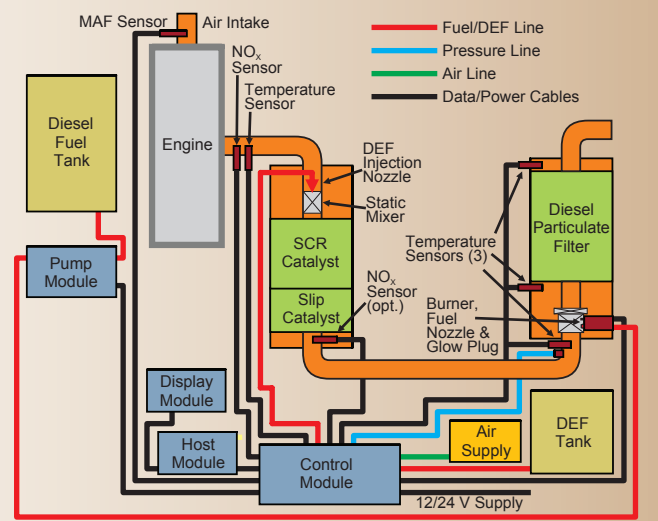 MAF Sensor
Air Intake
NOx
Sensor
Temperature
Sensor
Fuel/DEF Line
Pressure Line
Air Line
Data/Power Cables
Diesel
Fuel
Tank
Engine
DEF
Injection
Nozzle
Static
Mixer
SCR
Catalyst
Slip
Catalyst
NOx
Sensor
(opt.)
Diesel
Particulate
Filter
Temperature
Sensors (3)
Burner,
Fuel
Nozzle &
Glow Plug
Pump
Module
Display
Module
Host
Module
Control
Module
Air
Supply
DEF
Tank
12/24 V Supply